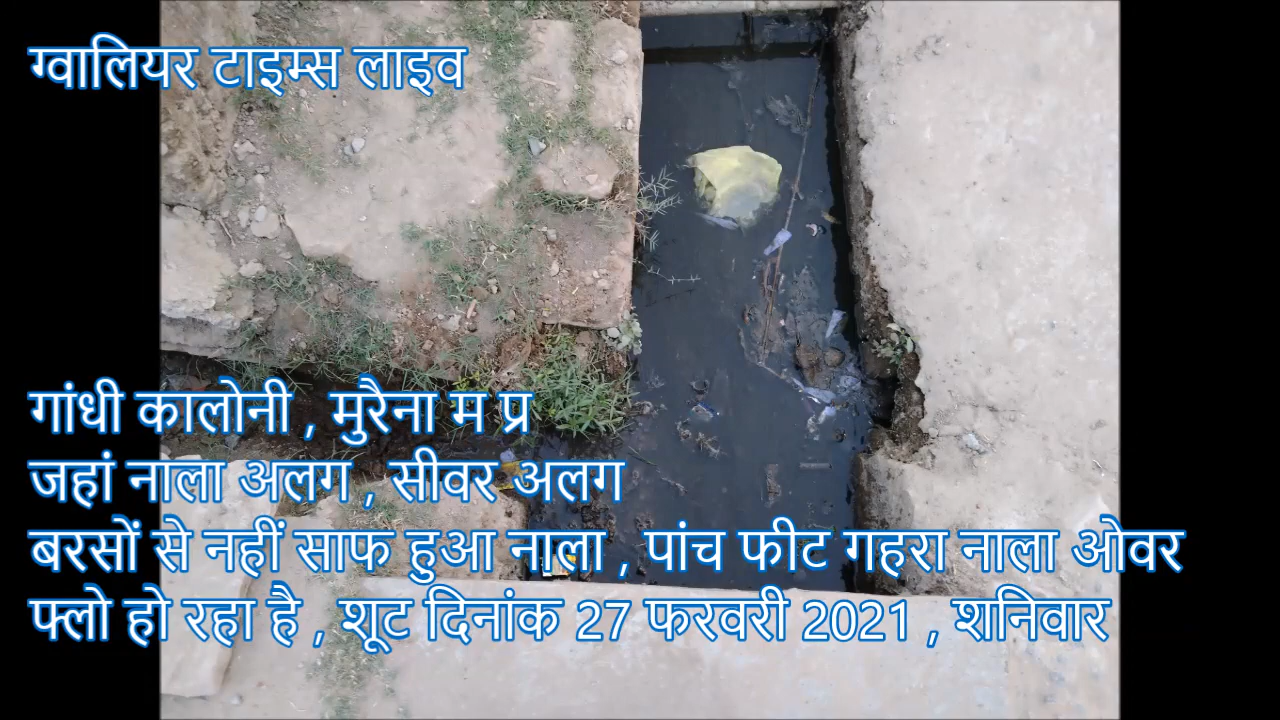 ग्वालियर टाइम्स लाइव
गांधी कालोनी , मुरैना म प्र
जहां नाला अलग , सीवर अलग
बरसों से नहीं साफ हुआ नाला , पांच फीट गहरा नाला ओवर
फ्लो हो रहा है , शूट दिनांक 27 फरवरी 2021 , शनिवार